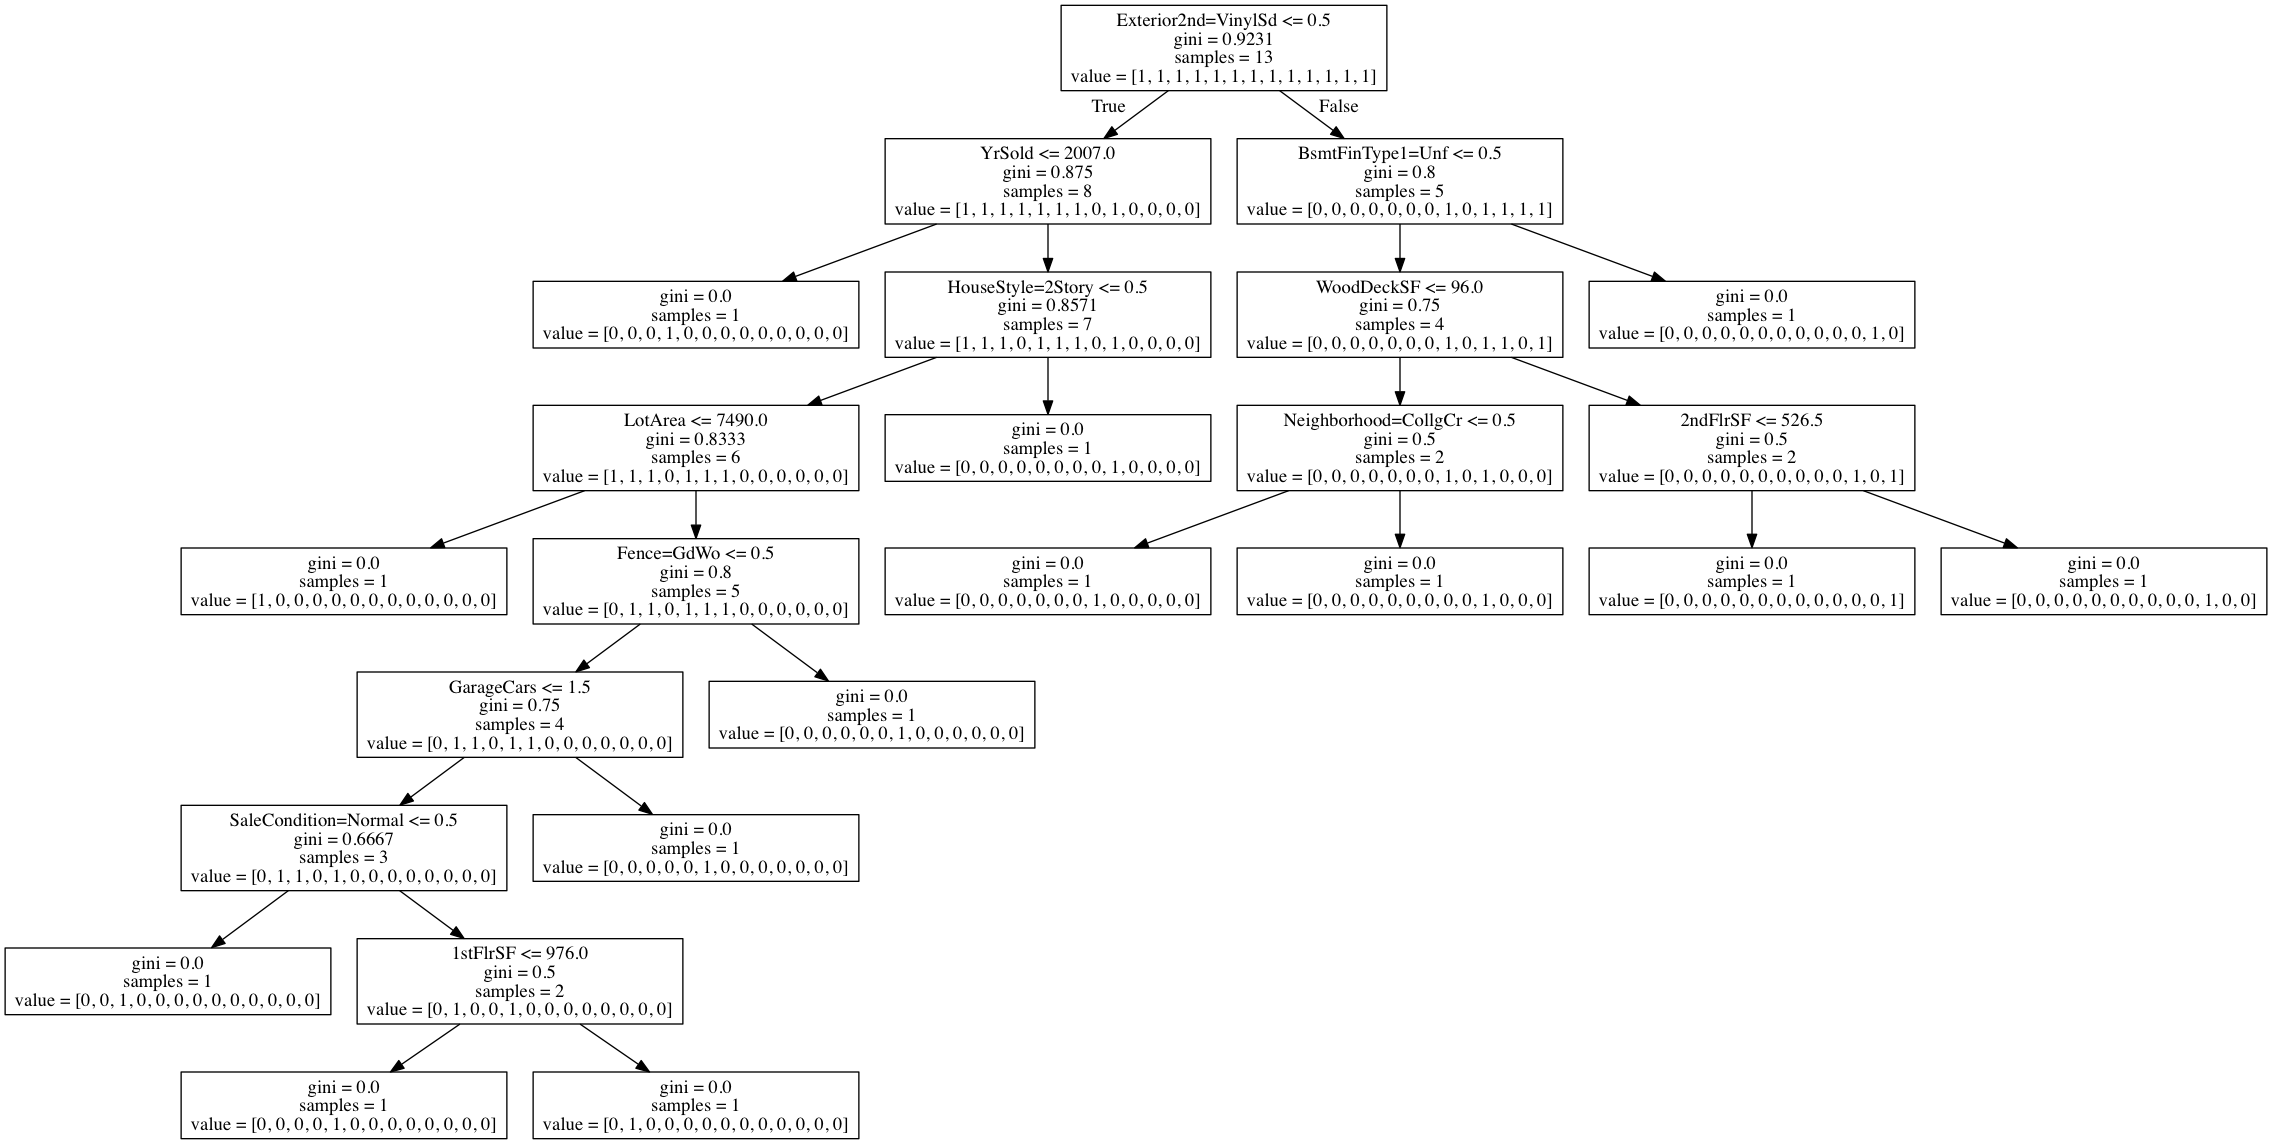 Exterior2nd=VinylSd <= 0.5
gini = 0.9231
samples = 13
value = [1, 1, 1, 1, 1, 1, 1, 1, 1, 1, 1, 1, 1]
True
False
YrSold <= 2007.0
gini = 0.875
samples = 8
value = [1, 1, 1, 1, 1, 1, 1, 0, 1, 0, 0, 0, 0]
BsmtFinType1=Unf <= 0.5
gini = 0.8
samples = 5
value = [0, 0, 0, 0, 0, 0, 0, 1, 0, 1, 1, 1, 1]
gini = 0.0
samples = 1
value = [0, 0, 0, 1, 0, 0, 0, 0, 0, 0, 0, 0, 0]
HouseStyle=2Story <= 0.5
gini = 0.8571
samples = 7
value = [1, 1, 1, 0, 1, 1, 1, 0, 1, 0, 0, 0, 0]
WoodDeckSF <= 96.0
gini = 0.75
samples = 4
value = [0, 0, 0, 0, 0, 0, 0, 1, 0, 1, 1, 0, 1]
gini = 0.0
samples = 1
value = [0, 0, 0, 0, 0, 0, 0, 0, 0, 0, 0, 1, 0]
LotArea <= 7490.0
gini = 0.8333
samples = 6
value = [1, 1, 1, 0, 1, 1, 1, 0, 0, 0, 0, 0, 0]
gini = 0.0
samples = 1
value = [0, 0, 0, 0, 0, 0, 0, 0, 1, 0, 0, 0, 0]
Neighborhood=CollgCr <= 0.5
gini = 0.5
samples = 2
value = [0, 0, 0, 0, 0, 0, 0, 1, 0, 1, 0, 0, 0]
2ndFlrSF <= 526.5
gini = 0.5
samples = 2
value = [0, 0, 0, 0, 0, 0, 0, 0, 0, 0, 1, 0, 1]
gini = 0.0
samples = 1
value = [1, 0, 0, 0, 0, 0, 0, 0, 0, 0, 0, 0, 0]
Fence=GdWo <= 0.5
gini = 0.8
samples = 5
value = [0, 1, 1, 0, 1, 1, 1, 0, 0, 0, 0, 0, 0]
gini = 0.0
samples = 1
value = [0, 0, 0, 0, 0, 0, 0, 1, 0, 0, 0, 0, 0]
gini = 0.0
samples = 1
value = [0, 0, 0, 0, 0, 0, 0, 0, 0, 1, 0, 0, 0]
gini = 0.0
samples = 1
value = [0, 0, 0, 0, 0, 0, 0, 0, 0, 0, 0, 0, 1]
gini = 0.0
samples = 1
value = [0, 0, 0, 0, 0, 0, 0, 0, 0, 0, 1, 0, 0]
GarageCars <= 1.5
gini = 0.75
samples = 4
value = [0, 1, 1, 0, 1, 1, 0, 0, 0, 0, 0, 0, 0]
gini = 0.0
samples = 1
value = [0, 0, 0, 0, 0, 0, 1, 0, 0, 0, 0, 0, 0]
SaleCondition=Normal <= 0.5
gini = 0.6667
samples = 3
value = [0, 1, 1, 0, 1, 0, 0, 0, 0, 0, 0, 0, 0]
gini = 0.0
samples = 1
value = [0, 0, 0, 0, 0, 1, 0, 0, 0, 0, 0, 0, 0]
gini = 0.0
samples = 1
value = [0, 0, 1, 0, 0, 0, 0, 0, 0, 0, 0, 0, 0]
1stFlrSF <= 976.0
gini = 0.5
samples = 2
value = [0, 1, 0, 0, 1, 0, 0, 0, 0, 0, 0, 0, 0]
gini = 0.0
samples = 1
value = [0, 0, 0, 0, 1, 0, 0, 0, 0, 0, 0, 0, 0]
gini = 0.0
samples = 1
value = [0, 1, 0, 0, 0, 0, 0, 0, 0, 0, 0, 0, 0]